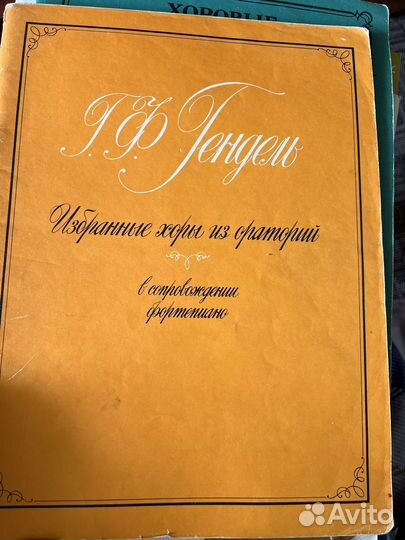 ХОРОВЫЕ
Г. Ф. Гендель
Избранные хоры из ораторий
в сопровождении
фортепиано
Avito